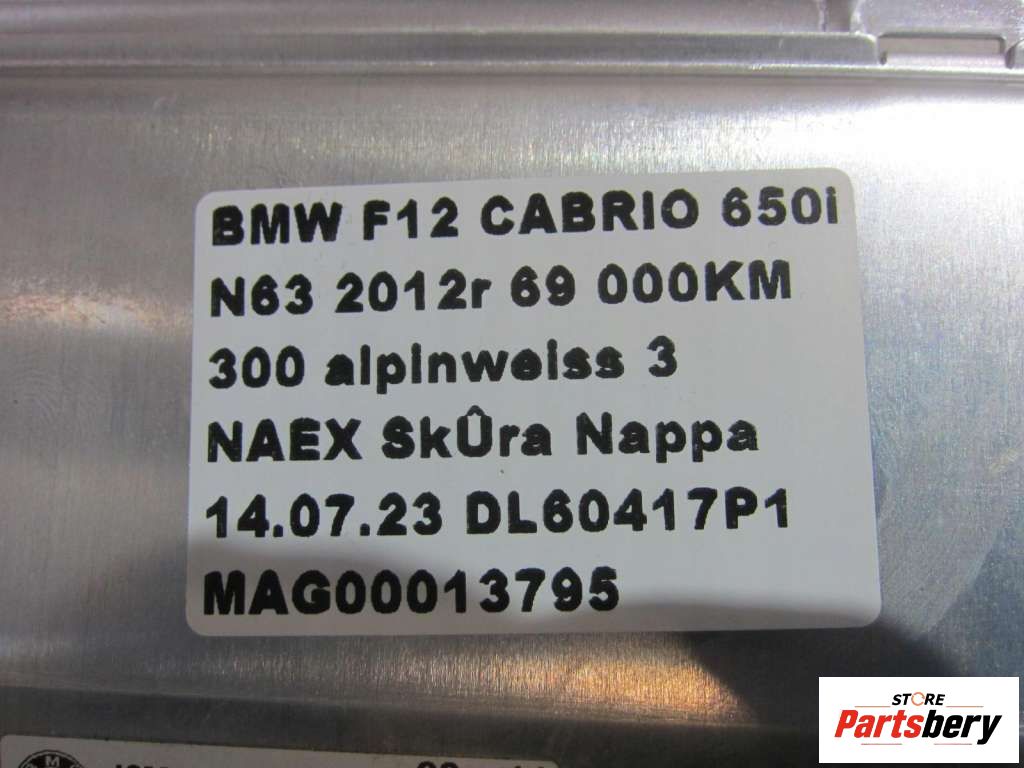 BMW F12 CABRIO 650i
N63 2012r 69 000KM
300 alpinweiss 3
NAEX SkÛra Nappa
14.07.23 DL60417P1
MAG00013795
STORE
Partsbery
BMW